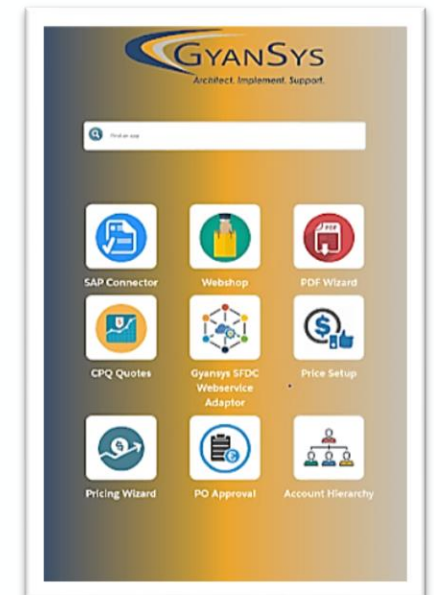 GYANSYS
Architect. Implement. Support.
Find an app
SAP Connector Webshop PDF Wizard
PDF
CPQ Quotes Gyansys SFDC Price Setup
Webservice
Adaptor
Pricing Wizard PO Approval Account Hierarchy